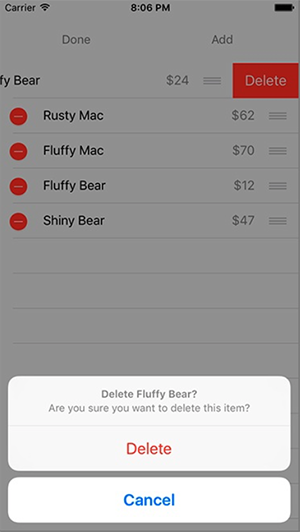 Carrier 8:06 PM
Done Add
ffy Bear $24 Delete
Rusty Mac $62
Fluffy Mac $70
Fluffy Bear $12
Shiny Bear $47
Delete Fluffy Bear?
Are you sure you want to delete this item?
Delete
Cancel